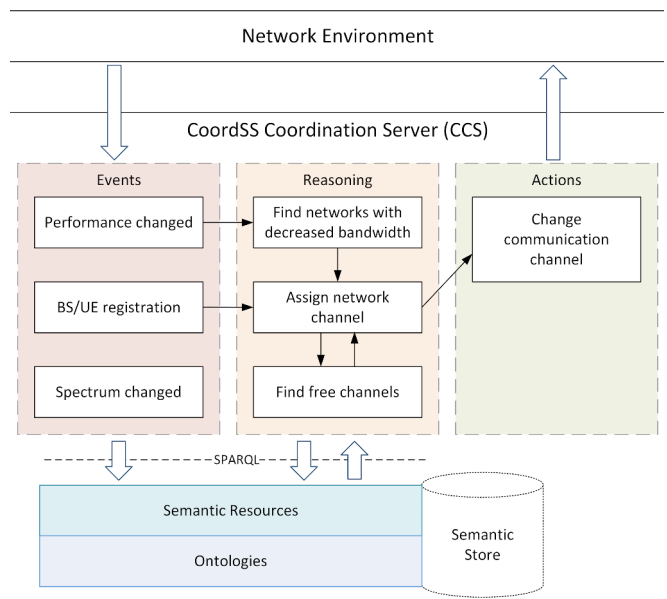 Network Environment
CoordSS Coordination Server (CCS)
Events
Performance changed
BS/UE registration
Spectrum changed
Reasoning
Find networks with
decreased bandwidth
Assign network
channel
Find free channels
Actions
Change
communication
channel
SPARQL
Semantic Resources
Ontologies
Semantic
Store